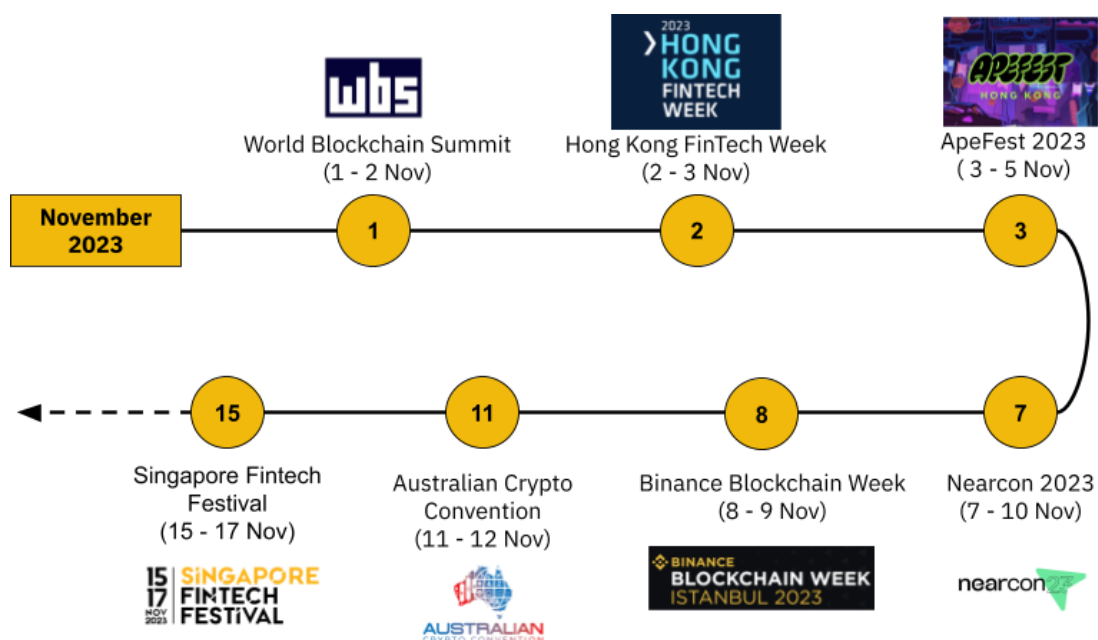 wbs
World Blockchain Summit
(1 - 2 Nov)
2023
HONG
KONG
FINTECH
WEEK
Hong Kong FinTech Week
(2 - 3 Nov)
APEFEST
HONG KONG
ApeFest 2023
( 3 - 5 Nov)
November
2023
1
2
3
15
11
8
7
Singapore Fintech
Festival
(15 - 17 Nov)
Australian Crypto
Convention
(11 - 12 Nov)
Binance Blockchain Week
(8 - 9 Nov)
Nearcon 2023
(7 - 10 Nov)
15
17
NOV
2023
SiNGAPORE
FiNTECH
FESTiVAL
AUSTRALIAN
CRYPTO CONVENTION
BINANCE
BLOCKCHAIN WEEK
ISTANBUL 2023
nearcon23